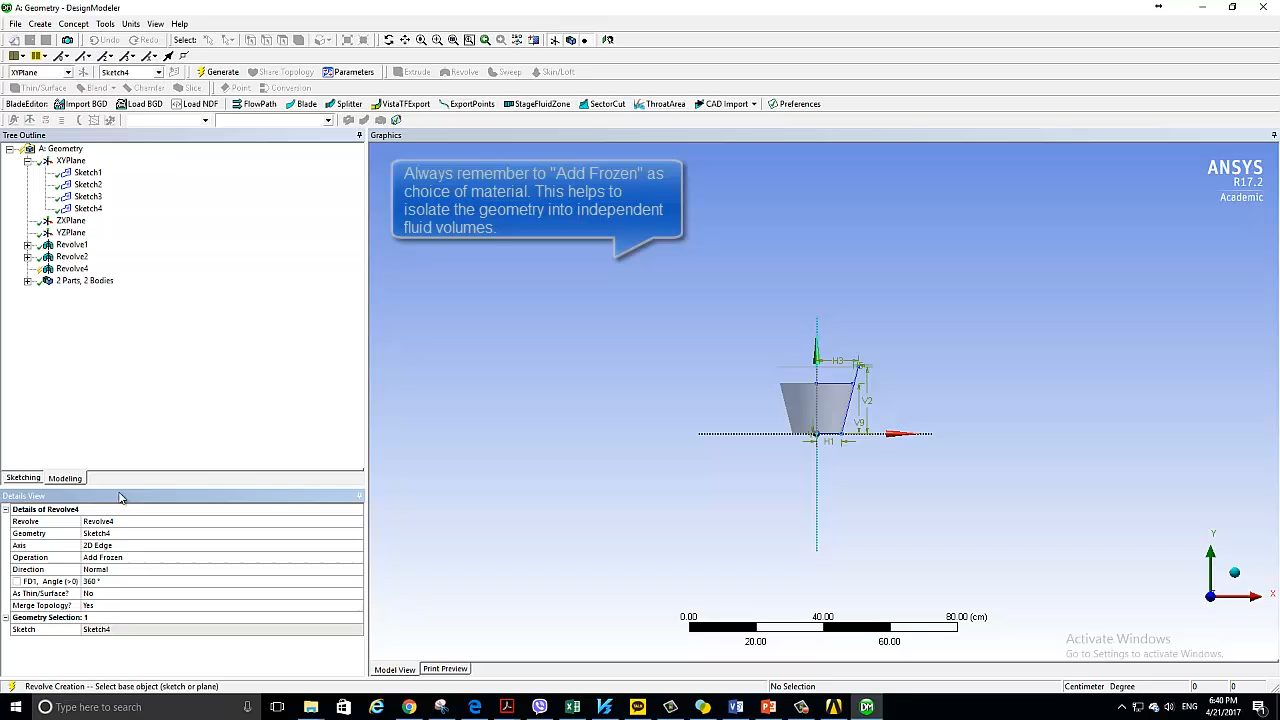 A: Geometry - DesignModeler
File Create Concept Tools Units View Help
Undo Redo Select:
XYPlane Sketch4 Generate Share Topology Parameters Extrude Revolve Sweep Skin/Loft
Thin/Surface Blend Chamfer Slice Point Conversion
BladeEditor: Import BGD Load BGD Load NDF FlowPath Blade Splitter VistaTFExport ExportPoints StageFluidZone SectorCut ThroatArea CAD Import Preferences
Tree Outline
Graphics
A: Geometry
XYPlane
Sketch1
Sketch2
Sketch3
Sketch4
ZXPlane
YZPlane
Revolve1
Revolve2
Revolve4
2 Parts, 2 Bodies
Always remember to "Add Frozen" as
choice of material. This helps to
isolate the geometry into independent
fluid volumes.
ANSYS
R17.2
Academic
H3
V2
V9
H1
Y
X
0.00 40.00 80.00 (cm)
20.00 60.00
Activate Windows
Go to Settings to activate Windows.
Sketching Modeling
Details View
Details of Revolve4
Revolve Revolve4
Geometry Sketch4
Axis 2D Edge
Operation Add Frozen
Direction Normal
FD1, Angle (>0) 360 °
As Thin/Surface? No
Merge Topology? Yes
Geometry Selection: 1
Sketch Sketch4
Model View Print Preview
Revolve Creation -- Select base object (sketch or plane)
No Selection
Centimeter Degree 0 0
Type here to search
6:40 PM
4/21/2017